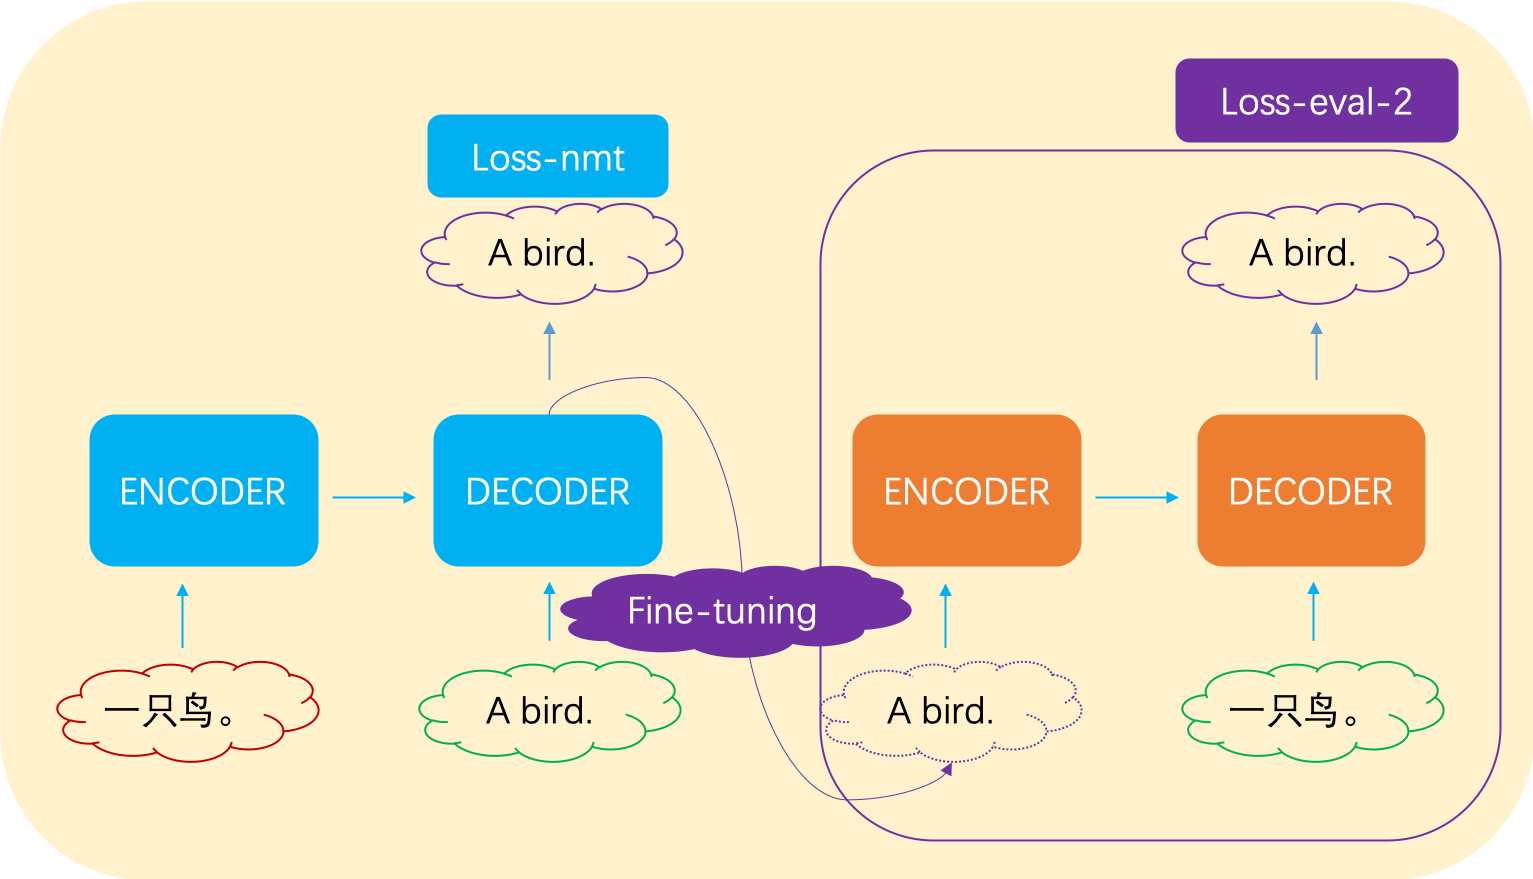 Loss-eval-2
Loss-nmt
A bird.
A bird.
ENCODER
DECODER
ENCODER
DECODER
Fine-tuning
一只鸟。
A bird.
A bird.
一只鸟。